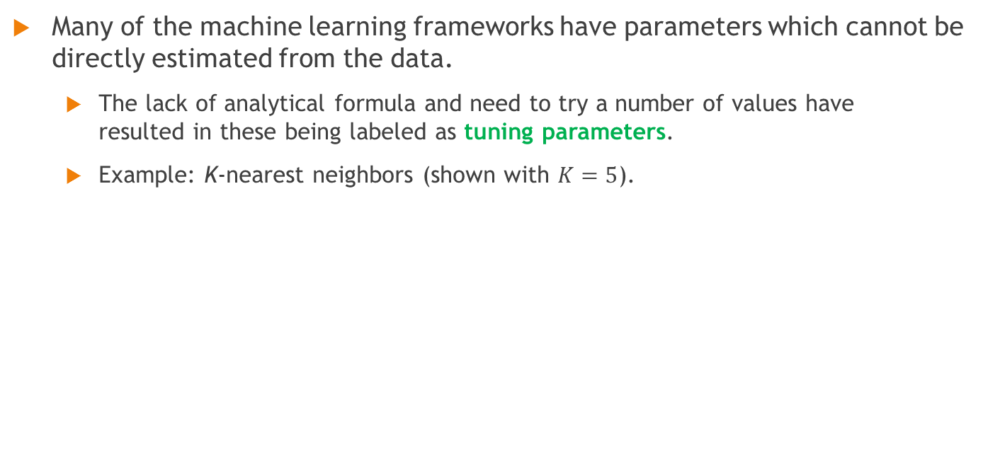 Many of the machine learning frameworks have parameters which cannot be
directly estimated from the data.
The lack of analytical formula and need to try a number of values have
resulted in these being labeled as tuning parameters.
Example: K-nearest neighbors (shown with K = 5).